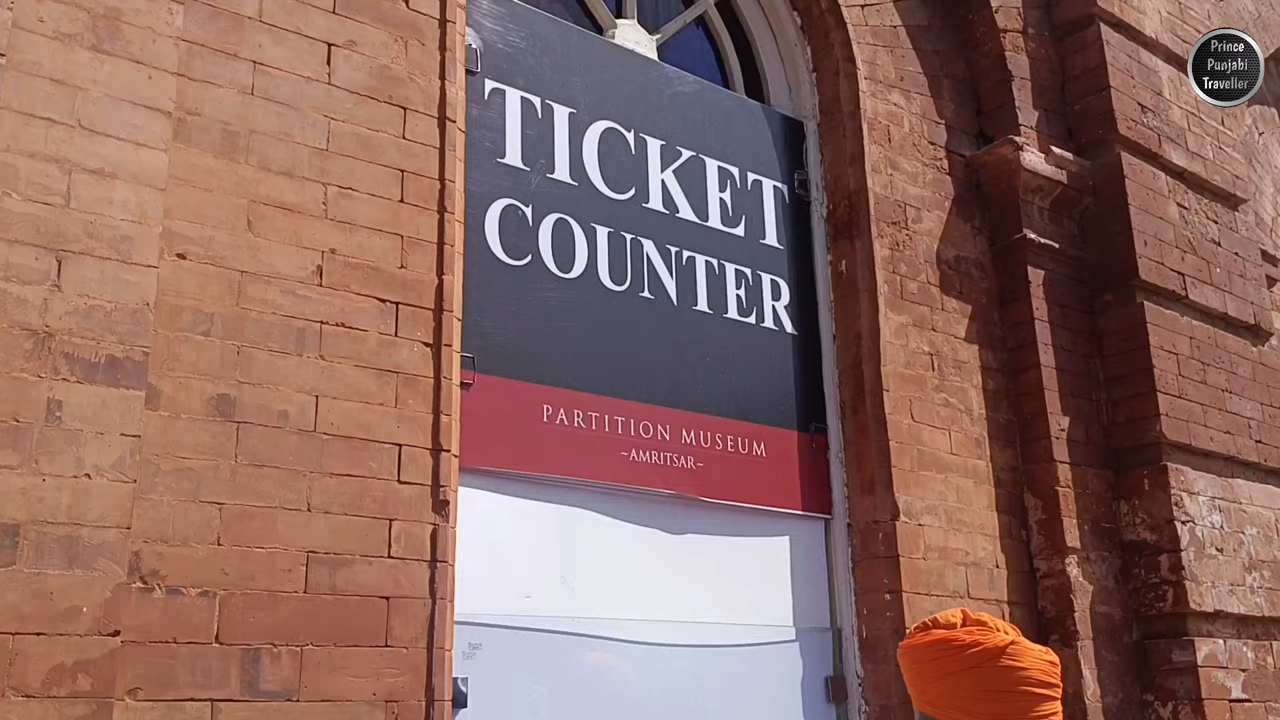 TICKET
COUNTER
PARTITION MUSEUM
~AMRITSAR~
Prince
Punjabi
Traveller